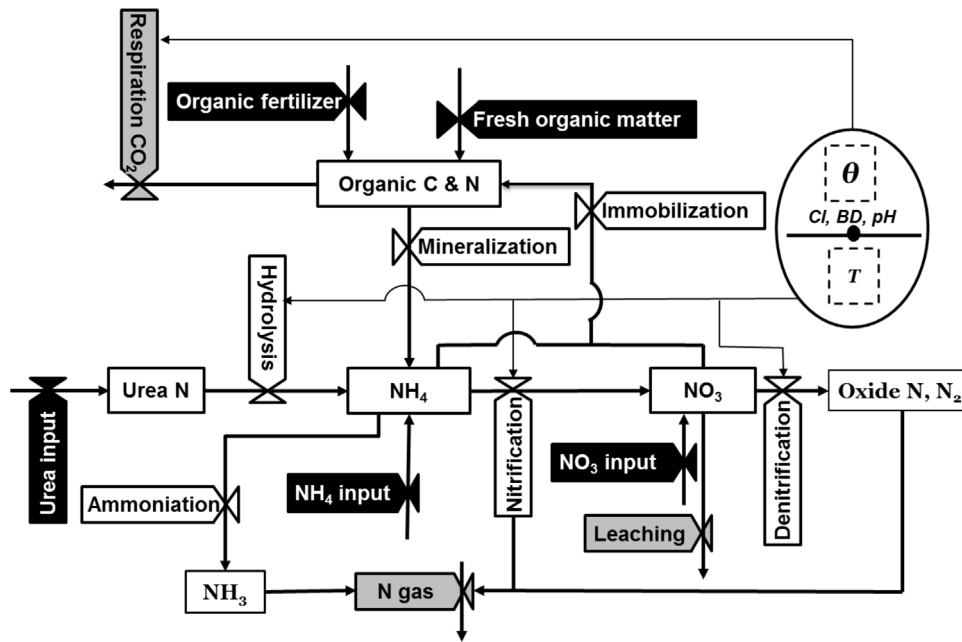 Respiration CO₂
Organic fertilizer
Fresh organic matter
θ
Organic C & N
Immobilization
CI, BD, pH
Mineralization
T
Hydrolysis
Urea N
NH₄
NO₃
Oxide N, N₂
Urea input
Ammoniation
NH₄ input
Nitrification
NO₃ input
Denitrification
Leaching
NH₃
N gas